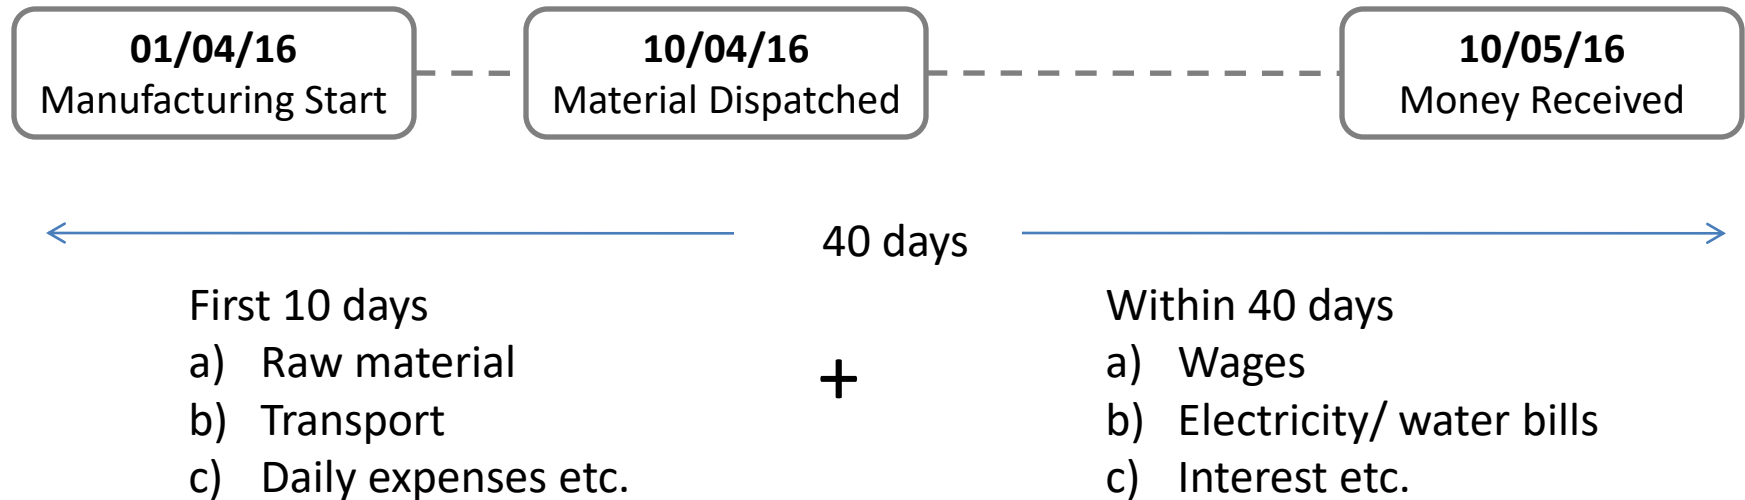 01/04/16
Manufacturing Start
10/04/16
Material Dispatched
10/05/16
Money Received
40 days
First 10 days
a) Raw material
b) Transport
c) Daily expenses etc.
+
Within 40 days
a) Wages
b) Electricity/ water bills
c) Interest etc.